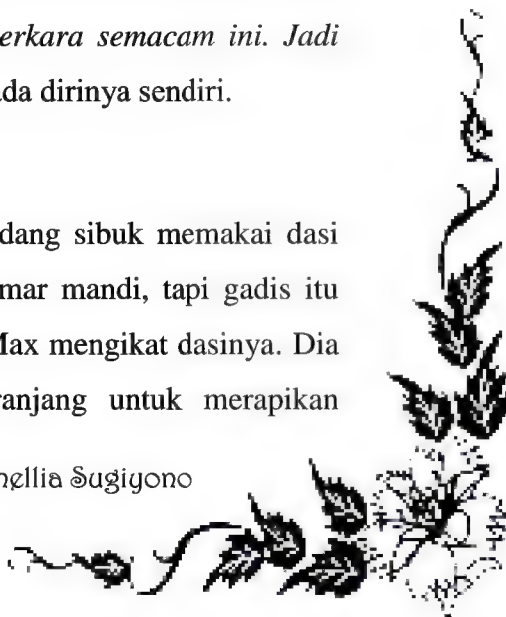 erkara semacam ini. Jadi
ada dirinya sendiri.
dang sibuk memakai dasi
mar mandi, tapi gadis itu
Max mengikat dasinya. Dia
ranjang untuk merapikan
nellia Sugiyono